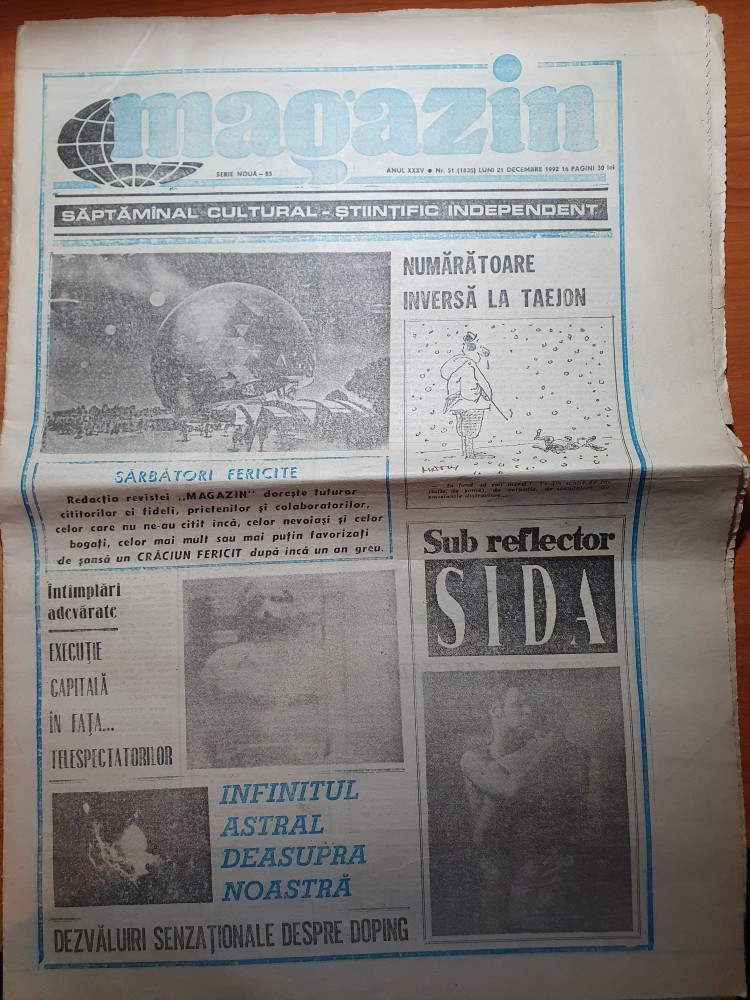 magazin
SERIE NOUĂ – 85
ANUL XXXV ● Nr. 51 (1835) LUNI 21 DECEMBRE 1992 16 PAGINI 30 lei
SĂPTĂMÎNAL CULTURAL - ŞTIINŢIFIC INDEPENDENT
NUMĂRĂTOARE
INVERSĂ LA TAEJON
SĂRBĂTORI FERICITE
Redacţia revistei „MAGAZIN" doreşte tuturor
cititorilor ei fideli, prietenilor şi colaboratorilor,
celor care nu ne-au citit încă, celor nevoiaşi şi celor
bogaţi, celor mai mult sau mai puţin favorizaţi
de şansă un CRĂCIUN FERICIT după încă un an greu.
MATTY
Sub reflector
SIDA
Întîmplări
adevărate
EXECUŢIE
CAPITALĂ
ÎN FAŢA...
TELESPECTATORILOR
INFINITUL
ASTRAL
DEASUPRA
NOASTRĂ
DEZVĂLUIRI SENZAŢIONALE DESPRE DOPING